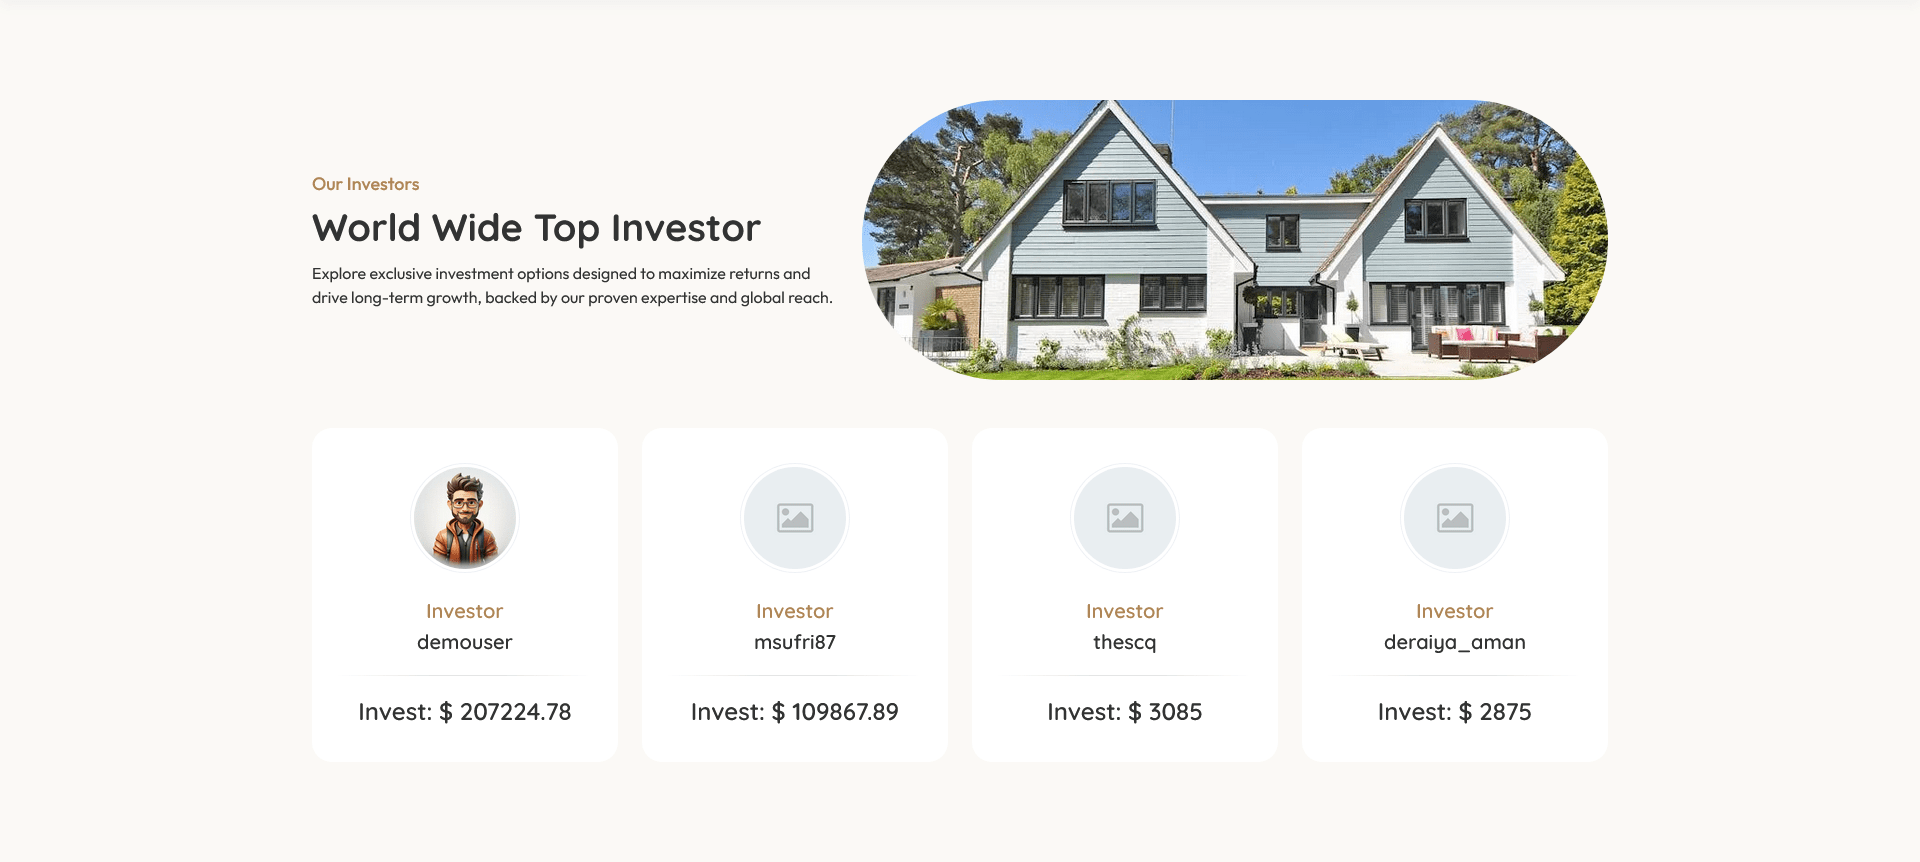 Our Investors
World Wide Top Investor
Explore exclusive investment options designed to maximize returns and
drive long-term growth, backed by our proven expertise and global reach.
Investor
demouser
Invest: $ 207224.78
Investor
msufri87
Invest: $ 109867.89
Investor
thescq
Invest: $ 3085
Investor
deraiya_aman
Invest: $ 2875